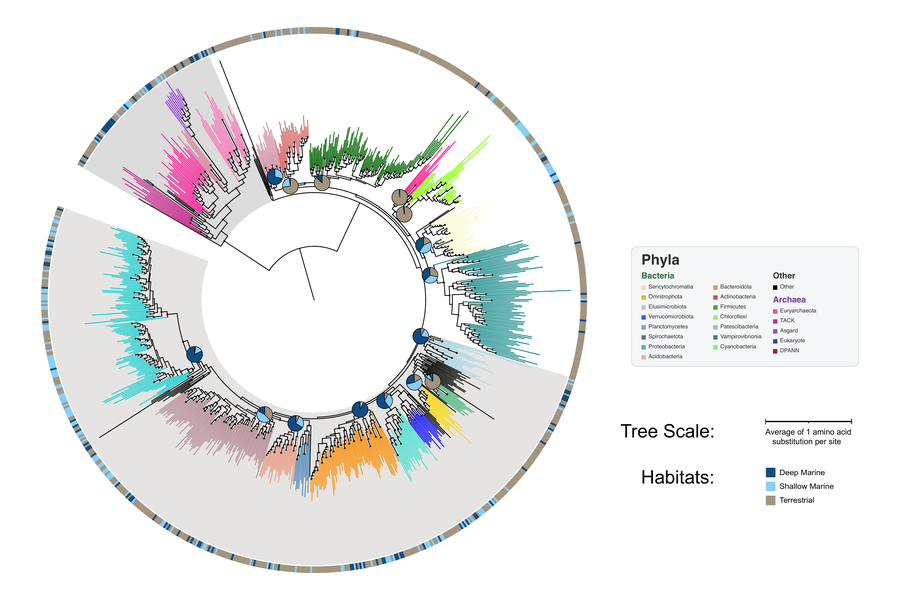 Phyla
Bacteria
Sericytochromatia
Omnitrophota
Elusimicrobiota
Verrucomicrobiota
Planctomycetes
Spirochaetota
Proteobacteria
Acidobacteria
Bacteroidota
Actinobacteria
Firmicutes
Chloroflexi
Patescibacteria
Vampirovibrionia
Cyanobacteria
Other
Other
Archaea
Euryarchaeota
TACK
Asgard
Eukaryote
DPANN
Tree Scale:
Average of 1 amino acid
substitution per site
Habitats:
Deep Marine
Shallow Marine
Terrestrial